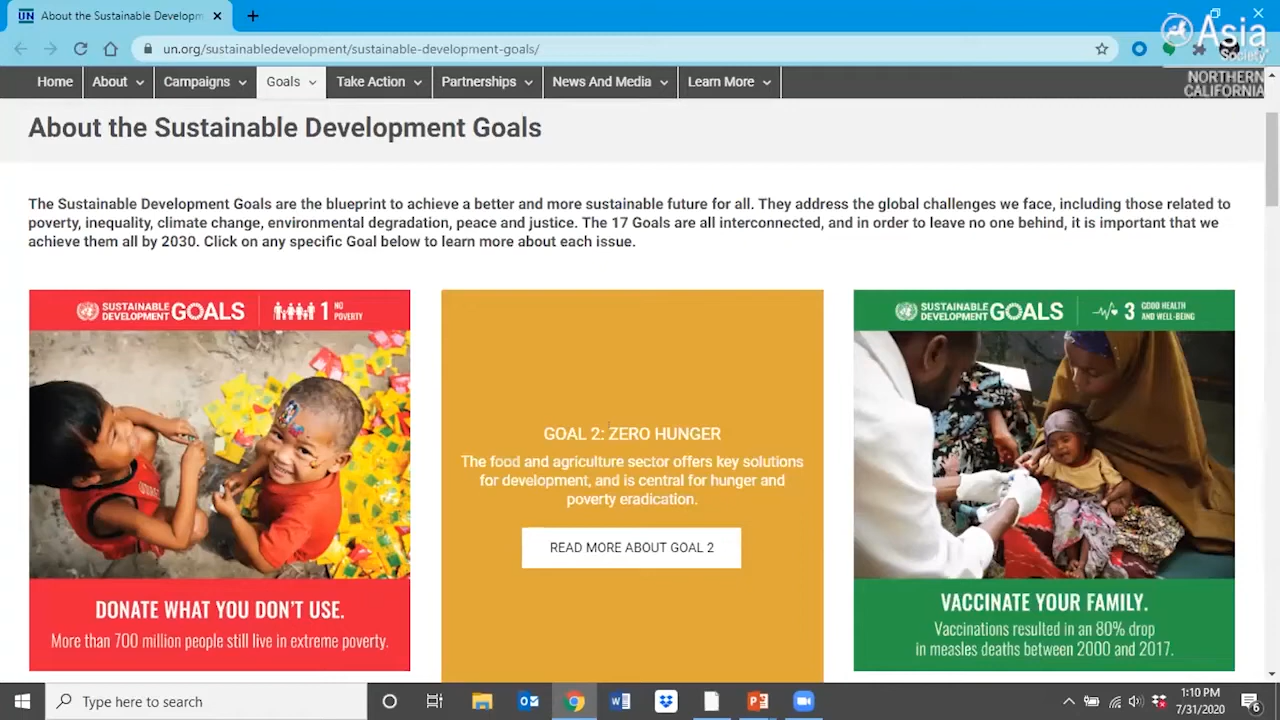 About the Sustainable Developm
Asia
Society
un.org/sustainabledevelopment/sustainable-development-goals/
NORTHERN
CALIFORNIA
Home About Campaigns Goals Take Action Partnerships News And Media Learn More
About the Sustainable Development Goals
The Sustainable Development Goals are the blueprint to achieve a better and more sustainable future for all. They address the global challenges we face, including those related to
poverty, inequality, climate change, environmental degradation, peace and justice. The 17 Goals are all interconnected, and in order to leave no one behind, it is important that we
achieve them all by 2030. Click on any specific Goal below to learn more about each issue.
SUSTAINABLE
DEVELOPMENT GOALS
1 NO
POVERTY
DONATE WHAT YOU DON'T USE.
More than 700 million people still live in extreme poverty.
GOAL 2: ZERO HUNGER
The food and agriculture sector offers key solutions
for development, and is central for hunger and
poverty eradication.
READ MORE ABOUT GOAL 2
SUSTAINABLE
DEVELOPMENT GOALS
3 GOOD HEALTH
AND WELL-BEING
VACCINATE YOUR FAMILY.
Vaccinations resulted in an 80% drop
in measles deaths between 2000 and 2017.
Type here to search
1:10 PM
7/31/2020
6